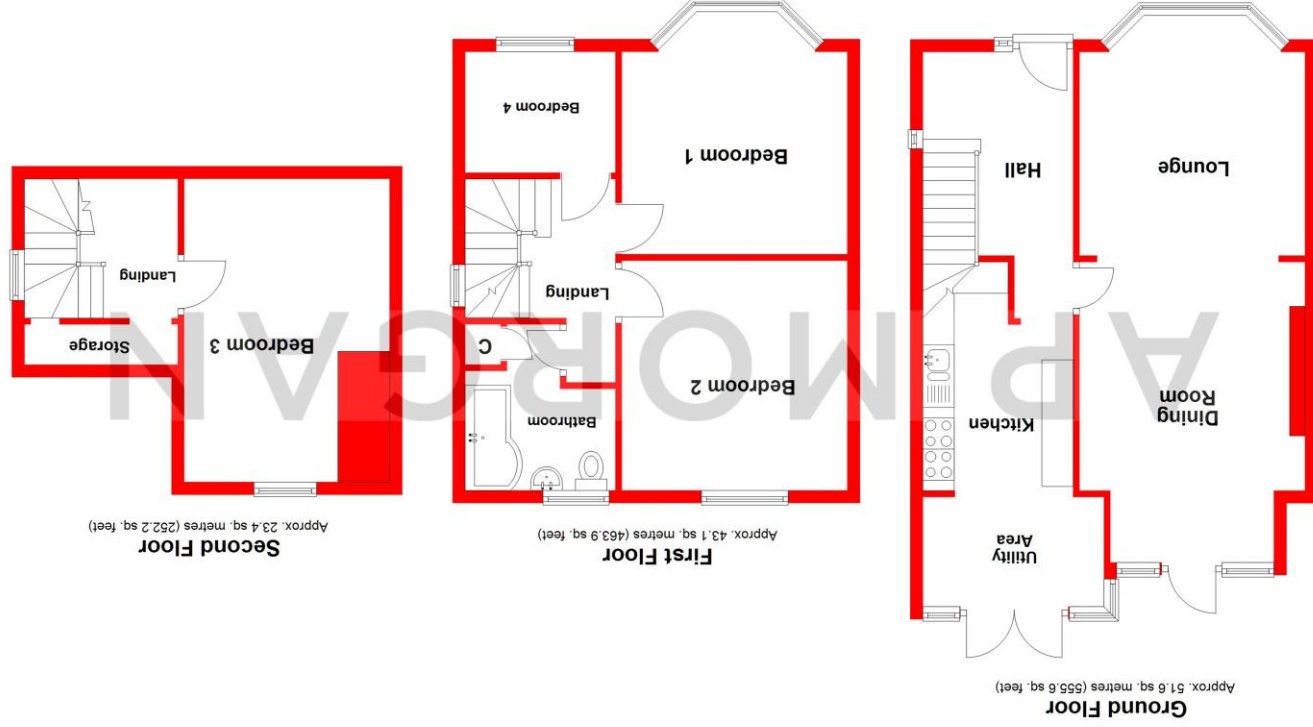 Ground Floor
Approx. 51.6 sq. metres (555.6 sq. feet)
Utility
Area
Kitchen
Dining
Room
Hall
Lounge
First Floor
Approx. 43.1 sq. metres (463.9 sq. feet)
Bathroom
Bedroom 2
C
Landing
Bedroom 1
Bedroom 4
Second Floor
Approx. 23.4 sq. metres (252.2 sq. feet)
Bedroom 3
Storage
Landing
AP MORGAN